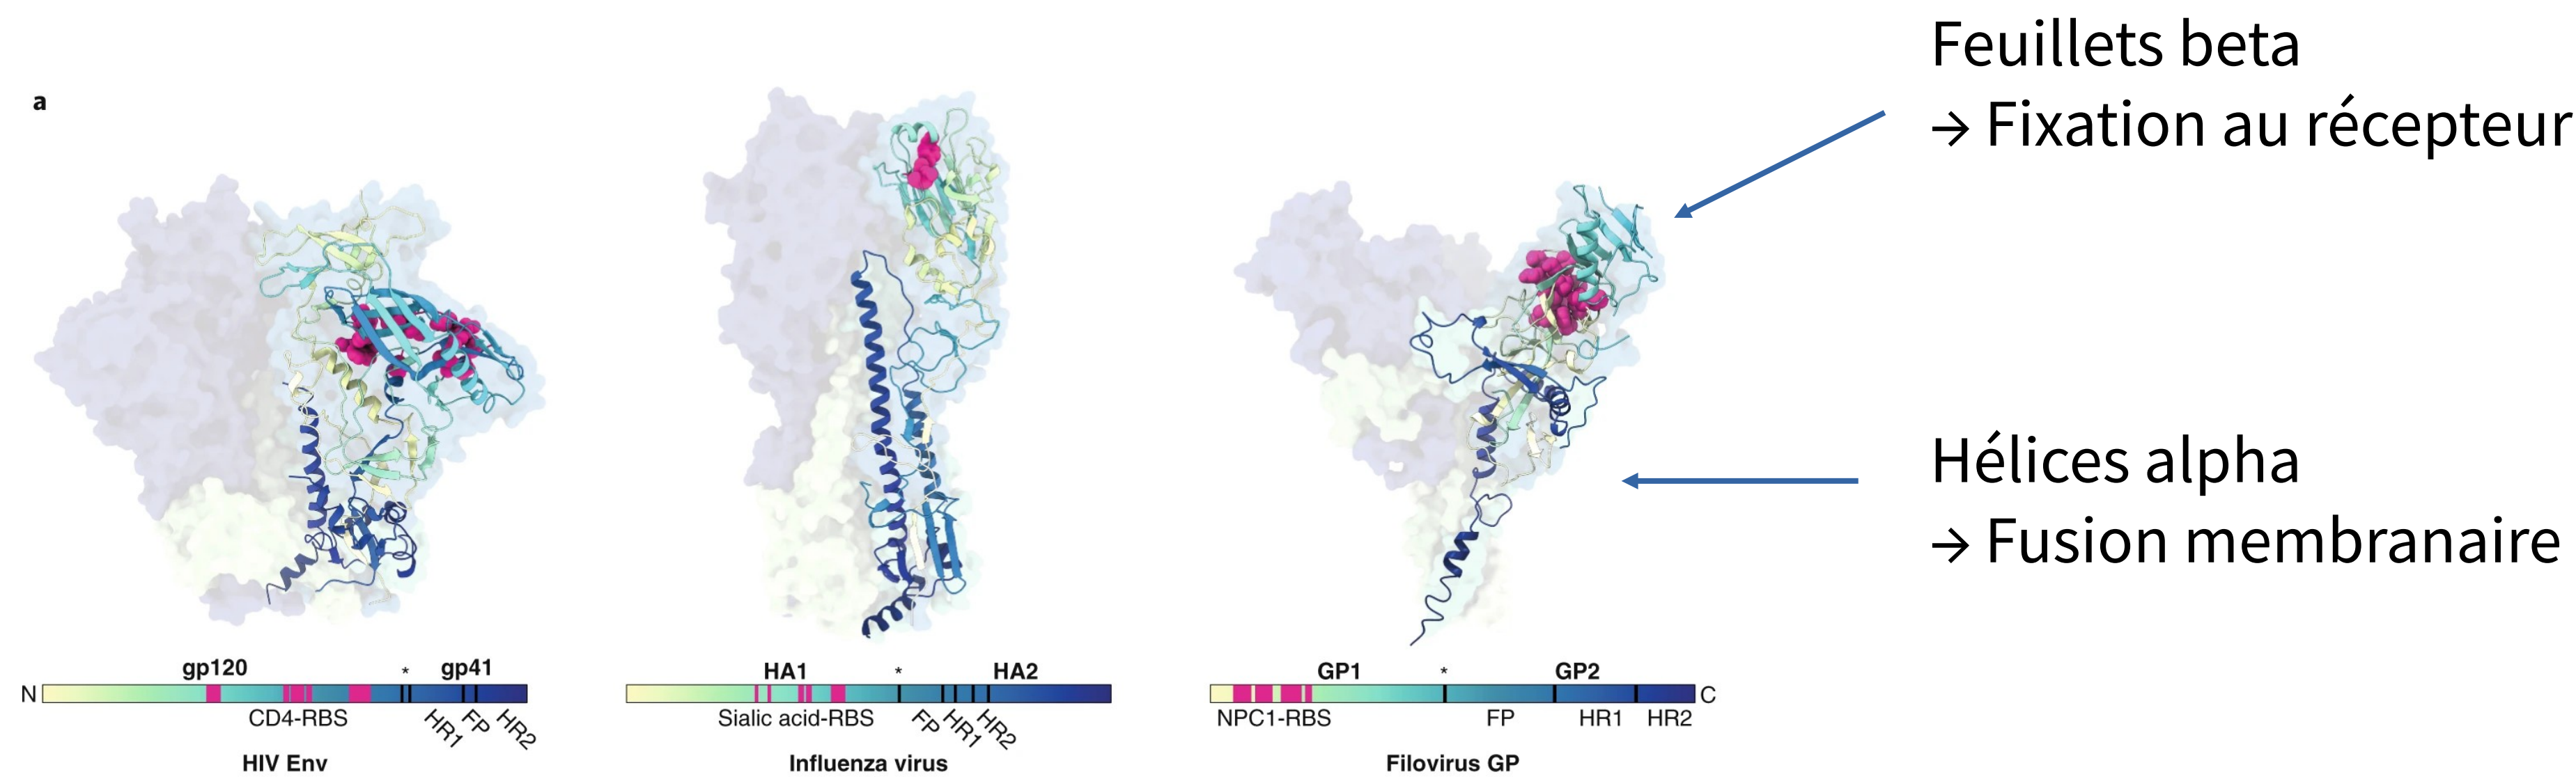 Feuillets beta
→ Fixation au récepteur
a
Hélices alpha
→ Fusion membranaire
gp120 * gp41
N
CD4-RBS HR1 FP HR2
HIV Env
HA1 * HA2
Sialic acid-RBS FP HR1 HR2
Influenza virus
GP1 * GP2
C
NPC1-RBS FP HR1 HR2
Filovirus GP